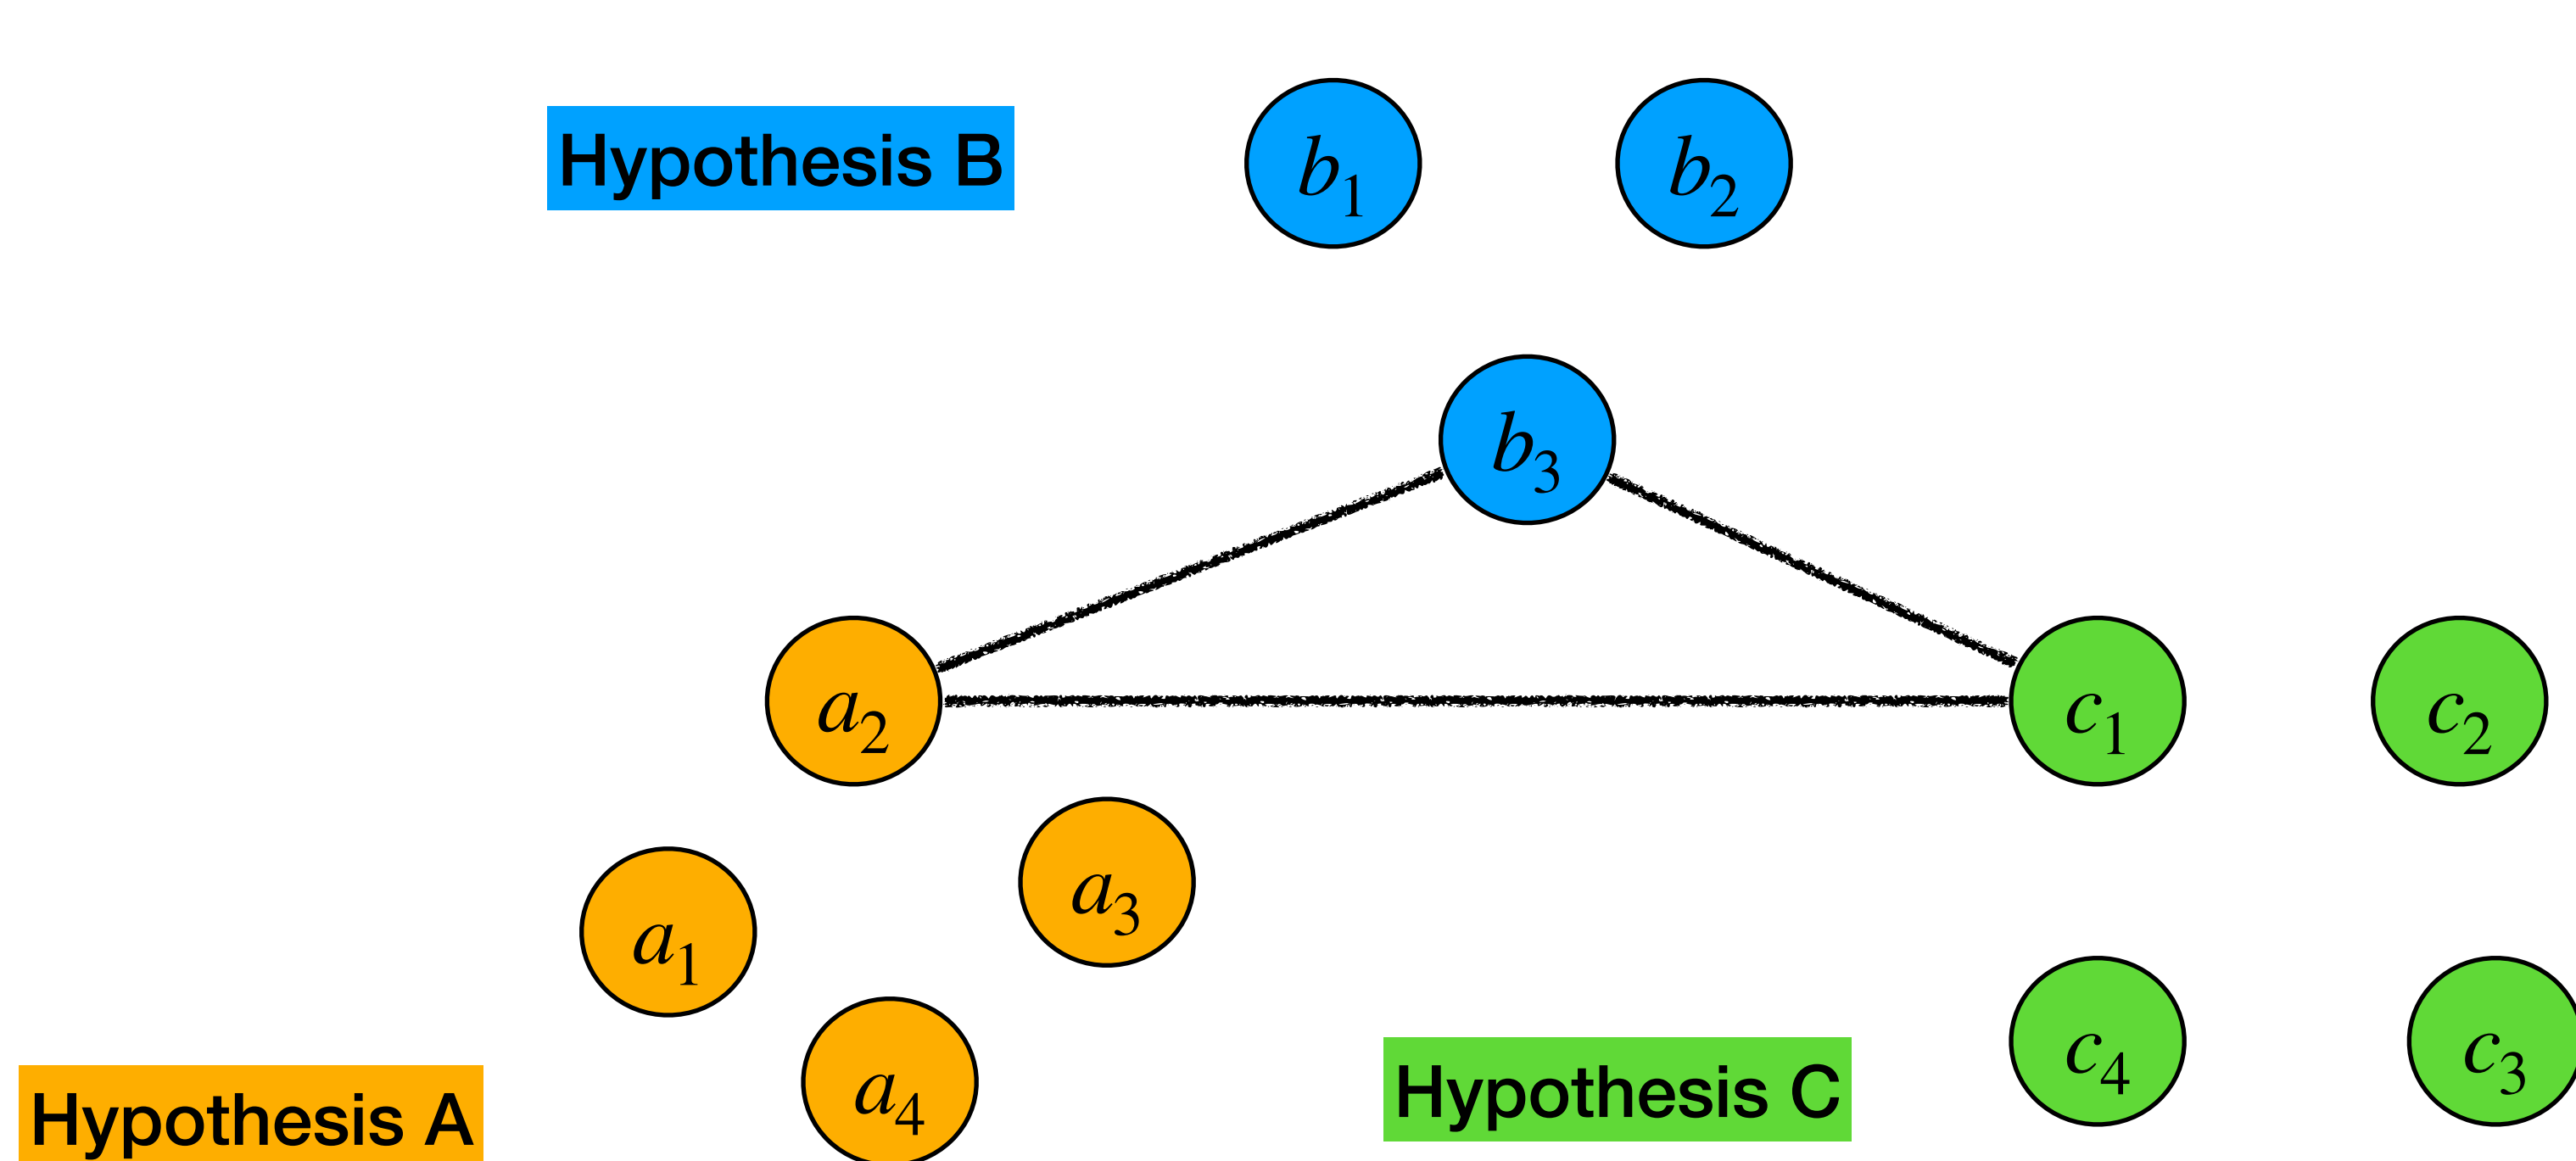 Hypothesis B
b₁
b₂
b₃
a₂
c₁
c₂
a₃
a₁
c₄
c₃
a₄
Hypothesis C
Hypothesis A